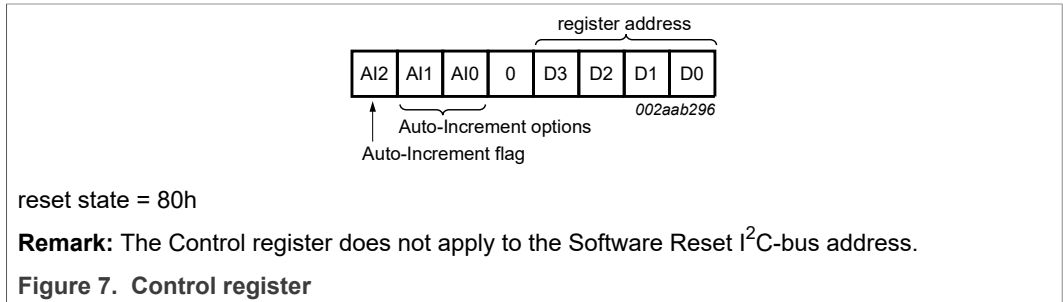 register address
AI2 AI1 AI0 0 D3 D2 D1 D0
002aab296
Auto-Increment options
Auto-Increment flag
reset state = 80h
Remark: The Control register does not apply to the Software Reset I²C-bus address.
Figure 7. Control register